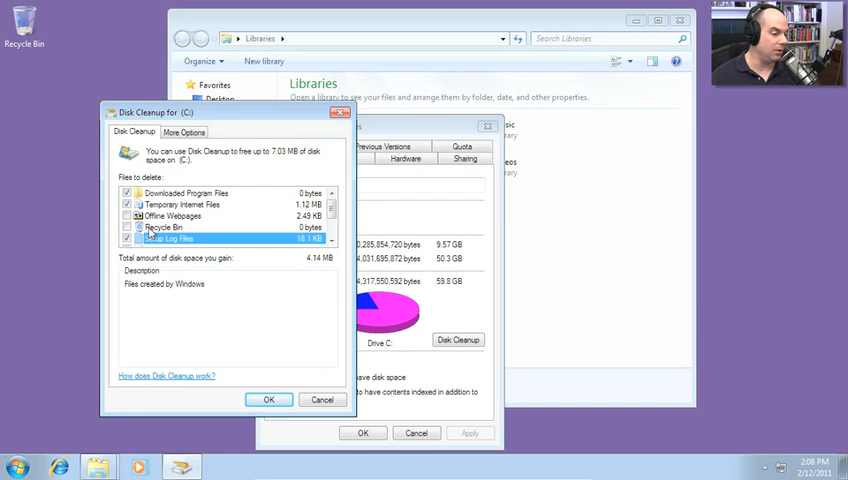 Recycle Bin
Libraries
Search Libraries
Organize
New library
Favorites
Desktop
Libraries
Open a library to see your files and arrange them by folder, date, and other properties.
Disk Cleanup for (C:)
Disk Cleanup
More Options
You can use Disk Cleanup to free up to 7.03 MB of disk
space on (C:).
Files to delete:
Downloaded Program Files 0 bytes
Temporary Internet Files 1.12 MB
Offline Webpages 2.49 KB
Recycle Bin 0 bytes
Setup Log Files 18.1 KB
Total amount of disk space you gain: 4.14 MB
Description
Files created by Windows
How does Disk Cleanup work?
OK
Cancel
Previous Versions
Quota
Hardware
Sharing
0,285,854,720 bytes 9.57 GB
4,031,695,872 bytes 50.3 GB
4,317,550,592 bytes 59.8 GB
Drive C:
Disk Cleanup
ave disk space
to have contents indexed in addition to
OK
Cancel
Apply
2:08 PM
2/12/2011